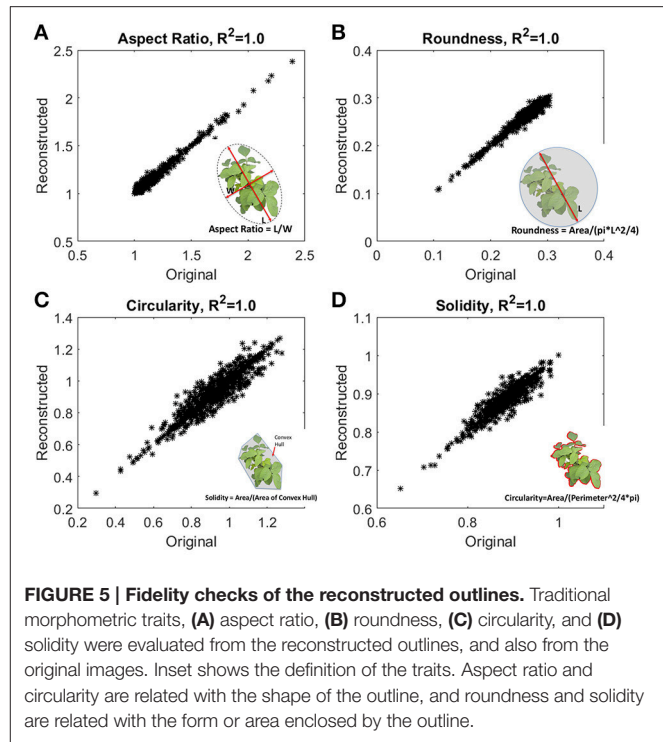 A
Aspect Ratio, R²=1.0
2.5
2
1.5
1
0.5
Reconstructed
0.5 1 1.5 2 2.5
Original
W
L
Aspect Ratio = L/W
B
Roundness, R²=1.0
0.4
0.3
0.2
0.1
0
Reconstructed
0 0.1 0.2 0.3 0.4
Original
L
Roundness = Area/(pi*L^2/4)
C
Circularity, R²=1.0
1.4
1.2
1
0.8
0.6
0.4
0.2
Reconstructed
0.2 0.4 0.6 0.8 1 1.2
Original
Convex
Hull
Solidity = Area/(Area of Convex Hull)
D
Solidity, R²=1.0
1.1
1
0.9
0.8
0.7
0.6
Reconstructed
0.6 0.8 1
Original
Circularity=Area/(Perimeter^2/4*pi)
FIGURE 5 | Fidelity checks of the reconstructed outlines. Traditional
morphometric traits, (A) aspect ratio, (B) roundness, (C) circularity, and (D)
solidity were evaluated from the reconstructed outlines, and also from the
original images. Inset shows the definition of the traits. Aspect ratio and
circularity are related with the shape of the outline, and roundness and solidity
are related with the form or area enclosed by the outline.